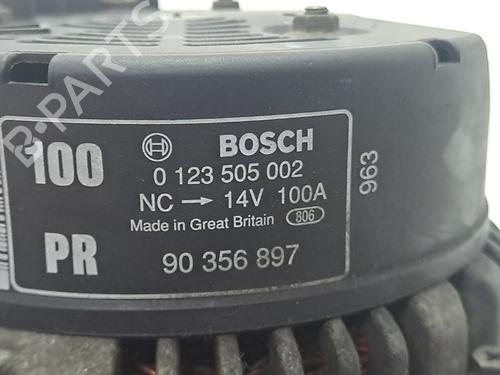 B-PARTS
100
BOSCH
0 123 505 002
NC → 14V 100A
Made in Great Britain 806
PR
90 356 897
963